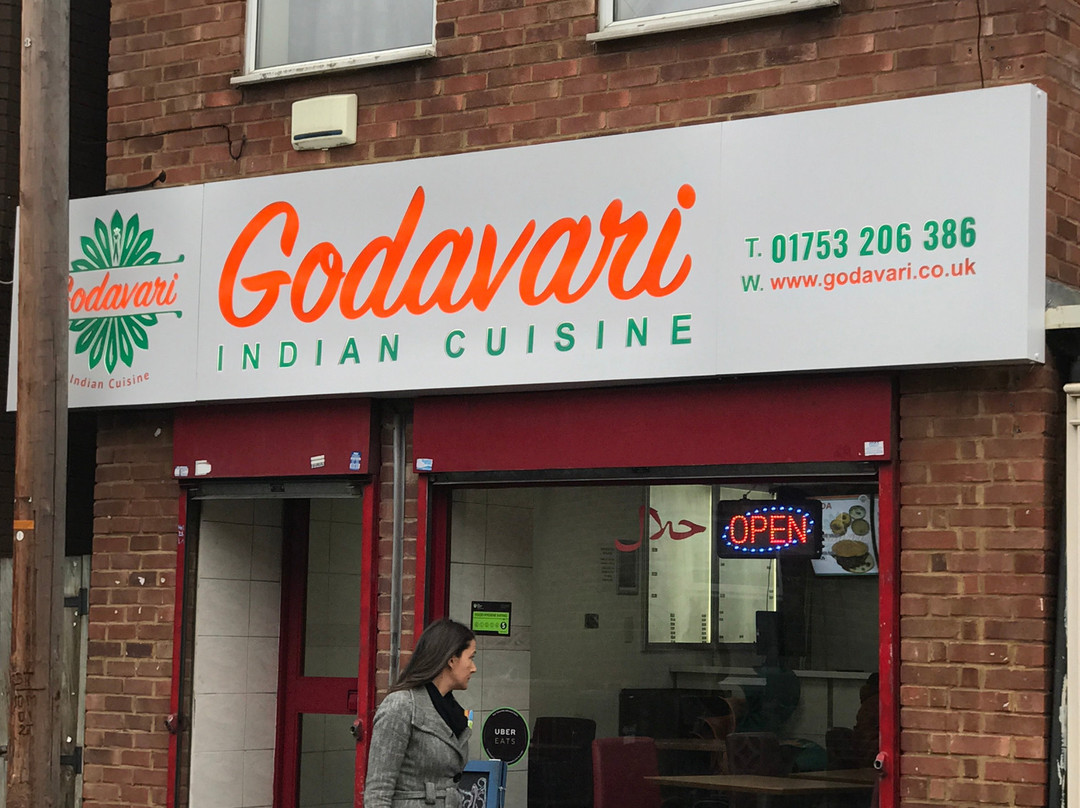 Godavari
Indian Cuisine
Godavari
INDIAN CUISINE
T. 01753 206 386
W. www.godavari.co.uk
حلال
OPEN
UBER
EATS